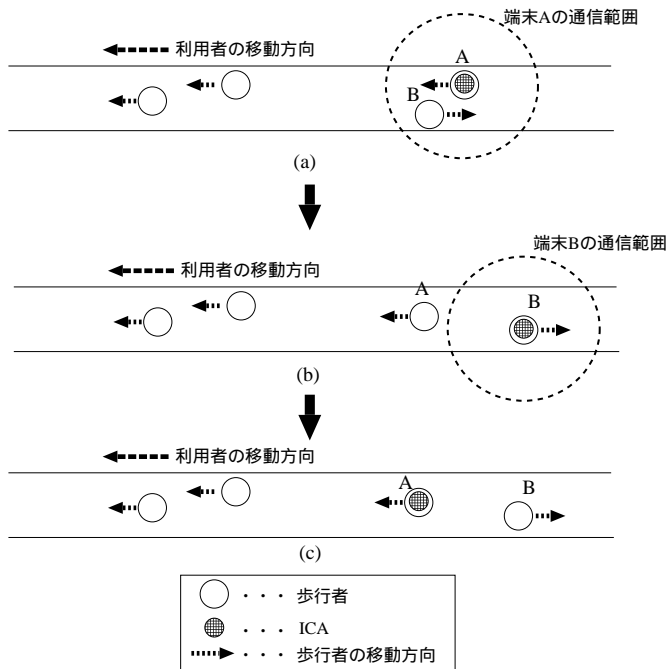 端末Aの通信範囲
利用者の移動方向
A
B
(a)
端末Bの通信範囲
利用者の移動方向
A
B
(b)
利用者の移動方向
A
B
(c)
・・・ 歩行者
・・・ ICA
・・・ 歩行者の移動方向